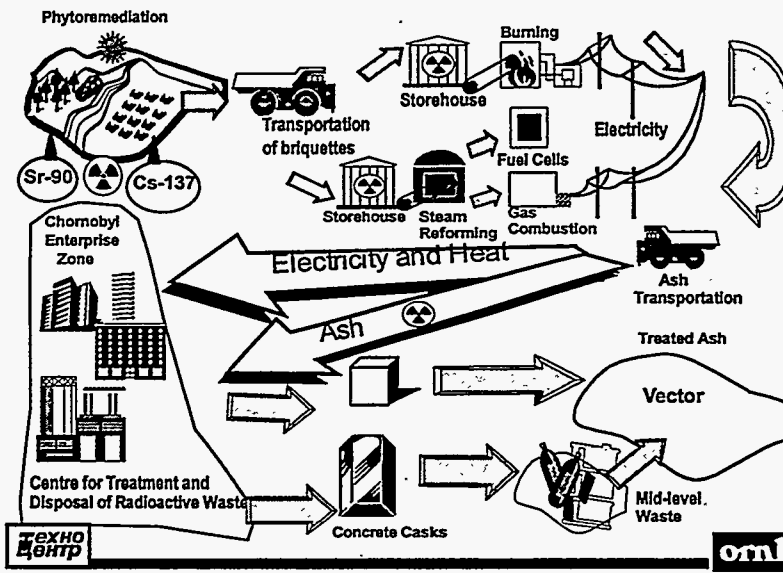 Phytoremediation
Burning
Storehouse
Transportation
of briquettes
Electricity
Fuel Cells
Sr-90
Cs-137
Storehouse
Steam
Reforming
Gas
Combustion
Chornobyl
Enterprise
Zone
Electricity and Heat
Ash
Transportation
Ash
Treated Ash
Vector
Centre for Treatment and
Disposal of Radioactive Waste
Concrete Casks
Mid-level
Waste
Техно
Центр